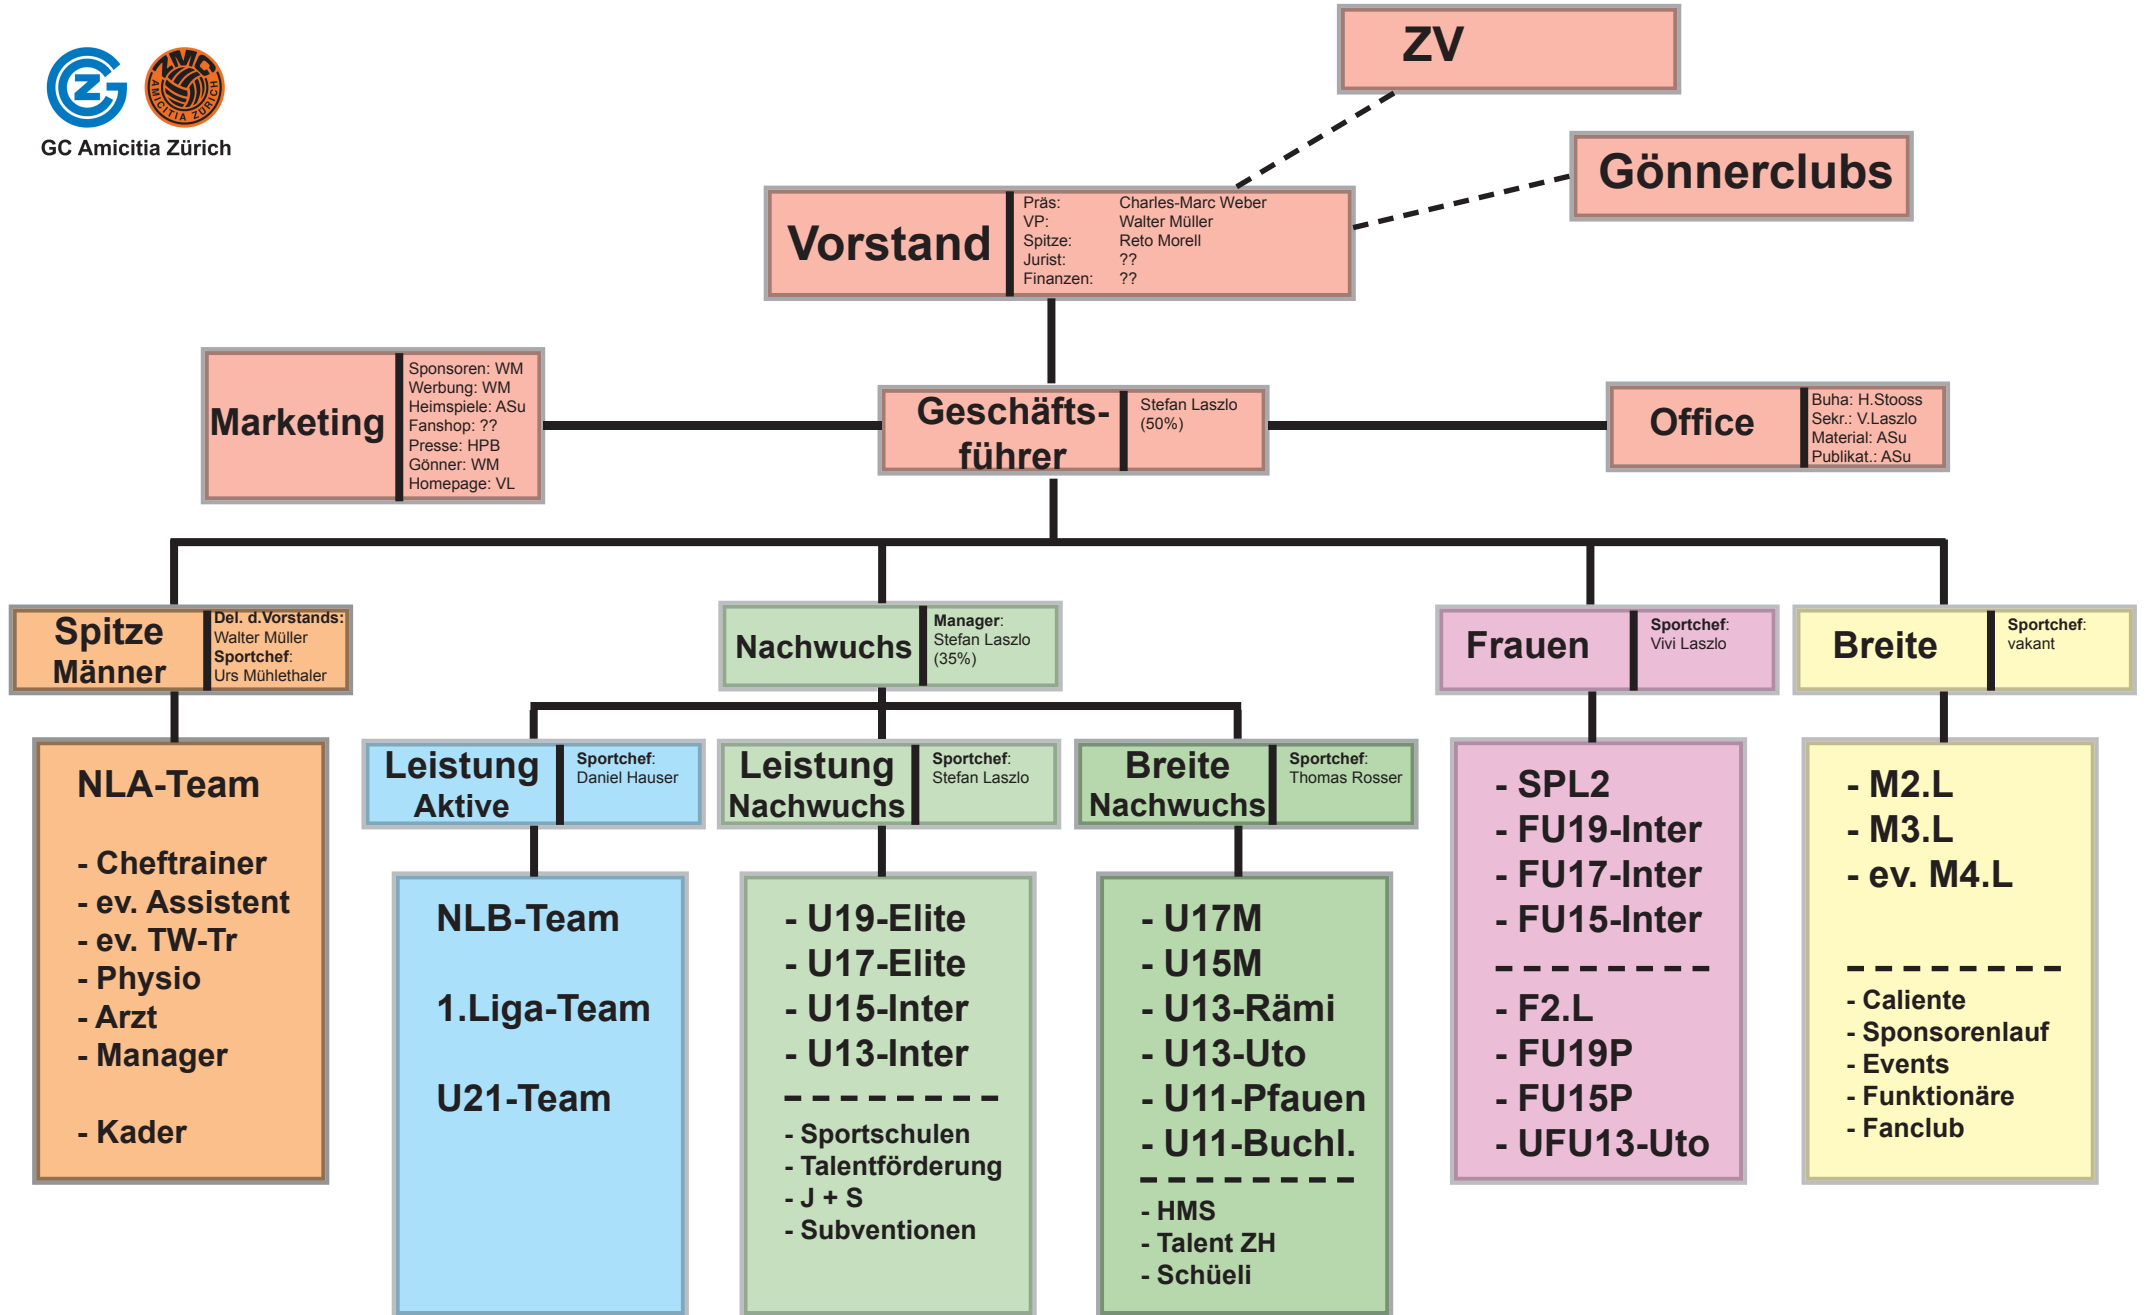 ZV
GC Amicitia Zürich
ZMC
AMICITIA ZÜRICH
Gönnerclubs
Vorstand
Präs: Charles-Marc Weber
VP: Walter Müller
Spitze: Reto Morell
Jurist: ??
Finanzen: ??
Marketing
Sponsoren: WM
Werbung: WM
Heimspiele: ASu
Fanshop: ??
Presse: HPB
Gönner: WM
Homepage: VL
Geschäfts-
führer
Stefan Laszlo
(50%)
Office
Buha: H.Stooss
Sekr.: V.Laszlo
Material: ASu
Publikat.: ASu
Spitze
Männer
Del. d.Vorstands:
Walter Müller
Sportchef:
Urs Mühlethaler
Nachwuchs
Manager:
Stefan Laszlo
(35%)
Frauen
Sportchef:
Vivi Laszlo
Breite
Sportchef:
vakant
NLA-Team
- Cheftrainer
- ev. Assistent
- ev. TW-Tr
- Physio
- Arzt
- Manager
- Kader
Leistung
Aktive
Sportchef:
Daniel Hauser
NLB-Team
1.Liga-Team
U21-Team
Leistung
Nachwuchs
Sportchef:
Stefan Laszlo
- U19-Elite
- U17-Elite
- U15-Inter
- U13-Inter
- Sportschulen
- Talentförderung
- J + S
- Subventionen
Breite
Nachwuchs
Sportchef:
Thomas Rosser
- U17M
- U15M
- U13-Rämi
- U13-Uto
- U11-Pfauen
- U11-Buchl.
- HMS
- Talent ZH
- Schüeli
- SPL2
- FU19-Inter
- FU17-Inter
- FU15-Inter
- F2.L
- FU19P
- FU15P
- UFU13-Uto
- M2.L
- M3.L
- ev. M4.L
- Caliente
- Sponsorenlauf
- Events
- Funktionäre
- Fanclub